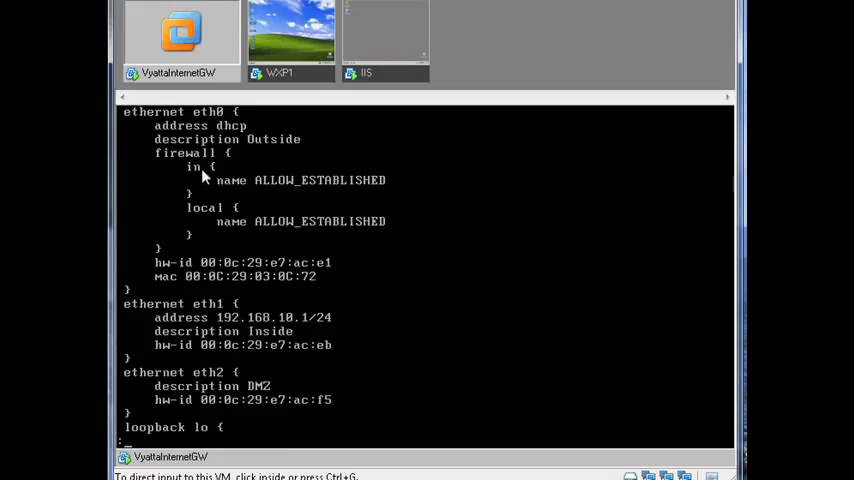 VyattaInternetGW
WXP1
IIS
ethernet eth0 {
address dhcp
description Outside
firewall {
in {
name ALLOW_ESTABLISHED
}
local {
name ALLOW_ESTABLISHED
}
}
hw-id 00:0c:29:e7:ac:e1
mac 00:0C:29:03:0C:72
}
ethernet eth1 {
address 192.168.10.1/24
description Inside
hw-id 00:0c:29:e7:ac:eb
}
ethernet eth2 {
description DMZ
hw-id 00:0c:29:e7:ac:f5
}
loopback lo {
:
VyattaInternetGW
To direct input to this VM, click inside or press Ctrl+G.